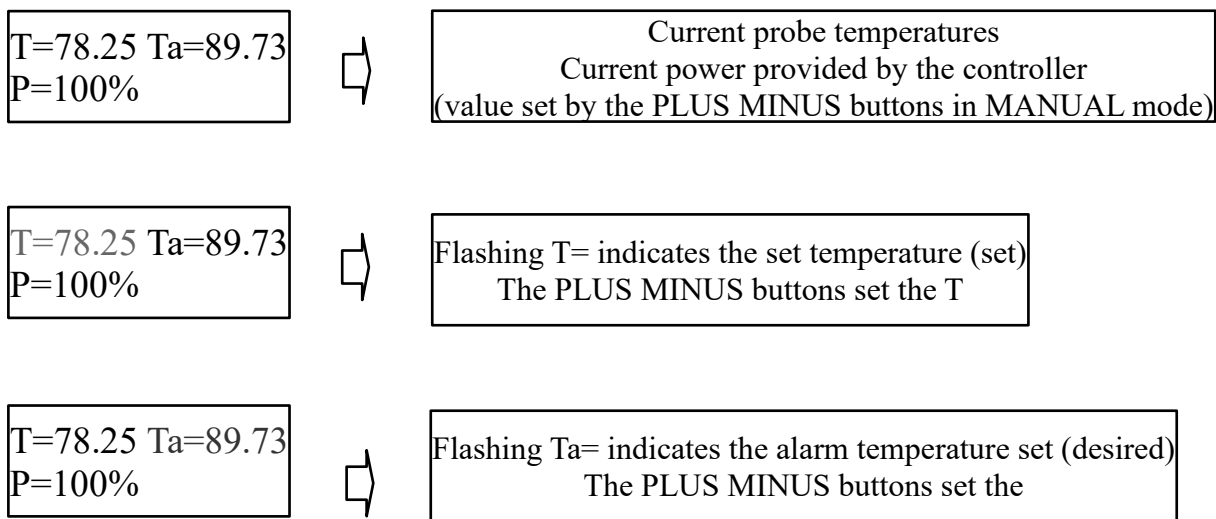 T=78.25 Ta=89.73
P=100%
Current probe temperatures
Current power provided by the controller
(value set by the PLUS MINUS buttons in MANUAL mode)
T=78.25 Ta=89.73
P=100%
Flashing T= indicates the set temperature (set)
The PLUS MINUS buttons set the T
T=78.25 Ta=89.73
P=100%
Flashing Ta= indicates the alarm temperature set (desired)
The PLUS MINUS buttons set the